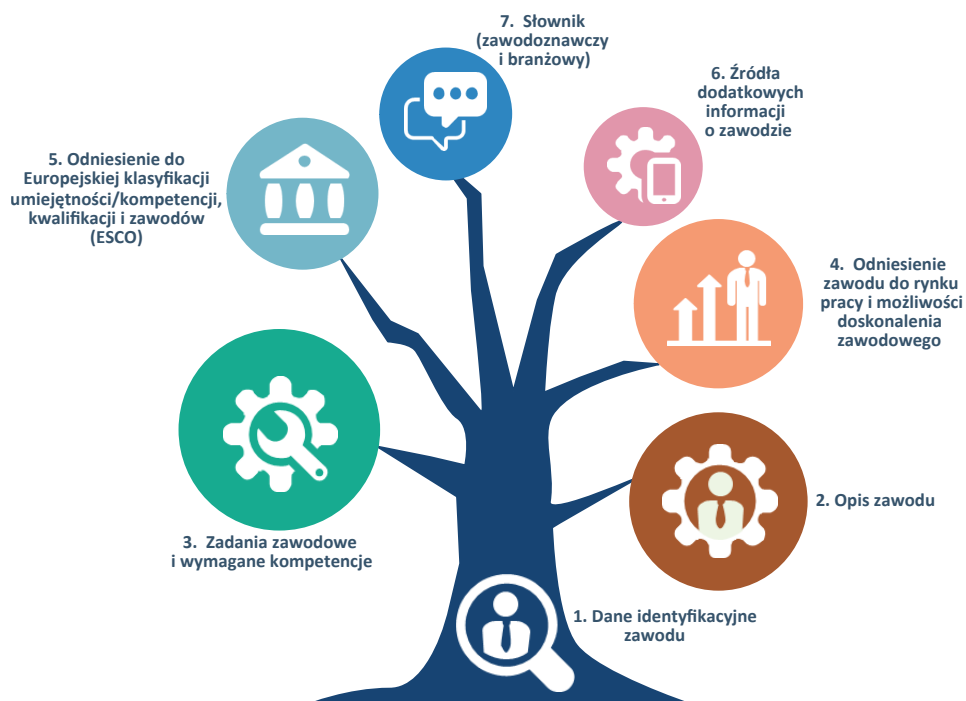 7. Słownik
(zawodoznawczy
i branżowy)
6. Źródła
dodatkowych
informacji
o zawodzie
5. Odniesienie do
Europejskiej klasyfikacji
umiejętności/kompetencji,
kwalifikacji i zawodów
(ESCO)
4. Odniesienie
zawodu do rynku
pracy i możliwości
doskonalenia
zawodowego
2. Opis zawodu
3. Zadania zawodowe
i wymagane kompetencje
1. Dane identyfikacyjne
zawodu